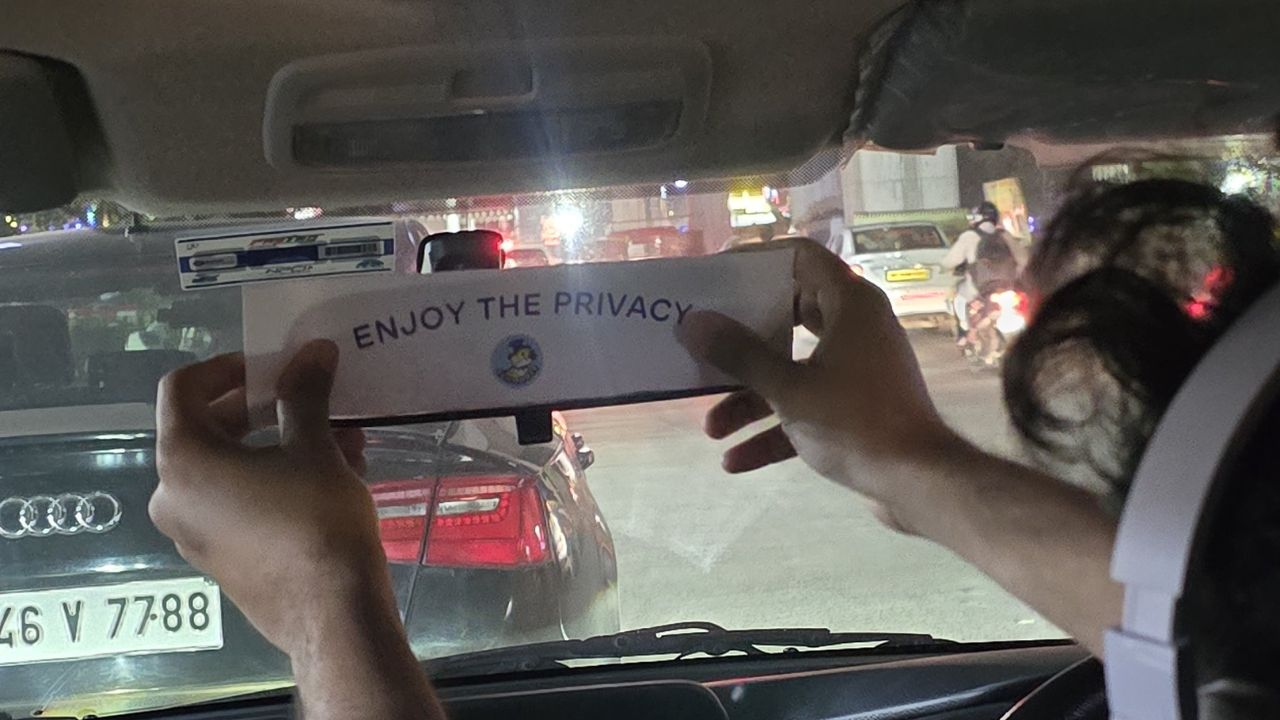 ENJOY THE PRIVACY
46 V 7788